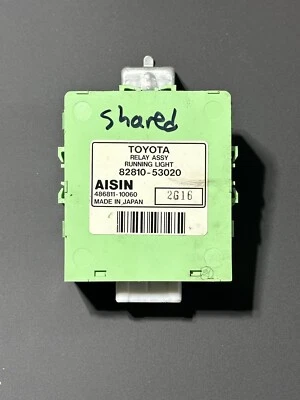 shared
TOYOTA
RELAY ASSY
RUNNING LIGHT
82810-53020
AISIN
486811-10060
MADE IN JAPAN
2G16